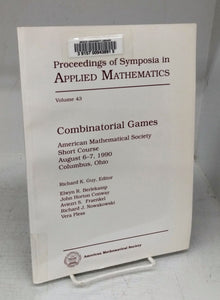 Proceedings of Symposia in
APPLIED MATHEMATICS
Volume 43
Combinatorial Games
American Mathematical Society
Short Course
August 6–7, 1990
Columbus, Ohio
Richard K. Guy, Editor
Elwyn R. Berlekamp
John Horton Conway
Aviezri S. Fraenkel
Richard J. Nowakowski
Vera Pless
American Mathematical Society